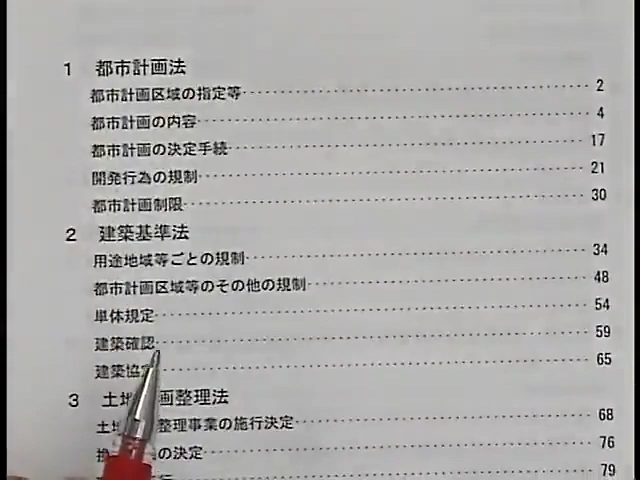 1 都市計画法
都市計画区域の指定等 2
都市計画の内容 4
都市計画の決定手続 17
開発行為の規制 21
都市計画制限 30
2 建築基準法
用途地域等ごとの規制 34
都市計画区域等のその他の規制 48
単体規定 54
建築確認 59
建築協 65
3 土地 画整理法
土 整理事業の施行決定 68
の決定 76
79